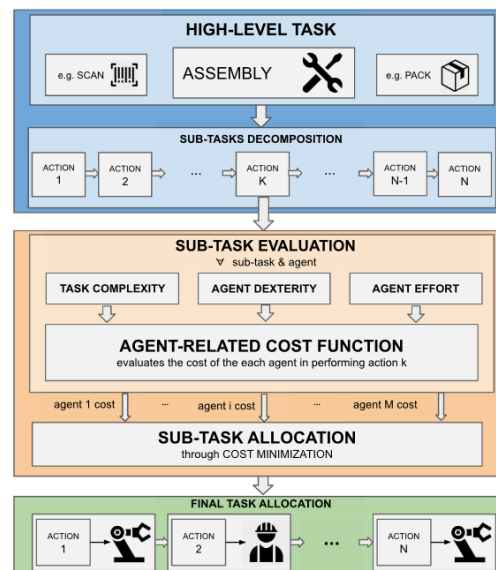 HIGH-LEVEL TASK
e.g. SCAN
ASSEMBLY
e.g. PACK
SUB-TASKS DECOMPOSITION
ACTION
1
ACTION
2
...
ACTION
K
...
ACTION
N-1
ACTION
N
SUB-TASK EVALUATION
∀ sub-task & agent
TASK COMPLEXITY
AGENT DEXTERITY
AGENT EFFORT
AGENT-RELATED COST FUNCTION
evaluates the cost of the each agent in performing action k
agent 1 cost
...
agent i cost
...
agent M cost
SUB-TASK ALLOCATION
through COST MINIMIZATION
FINAL TASK ALLOCATION
ACTION
1
ACTION
2
...
ACTION
N